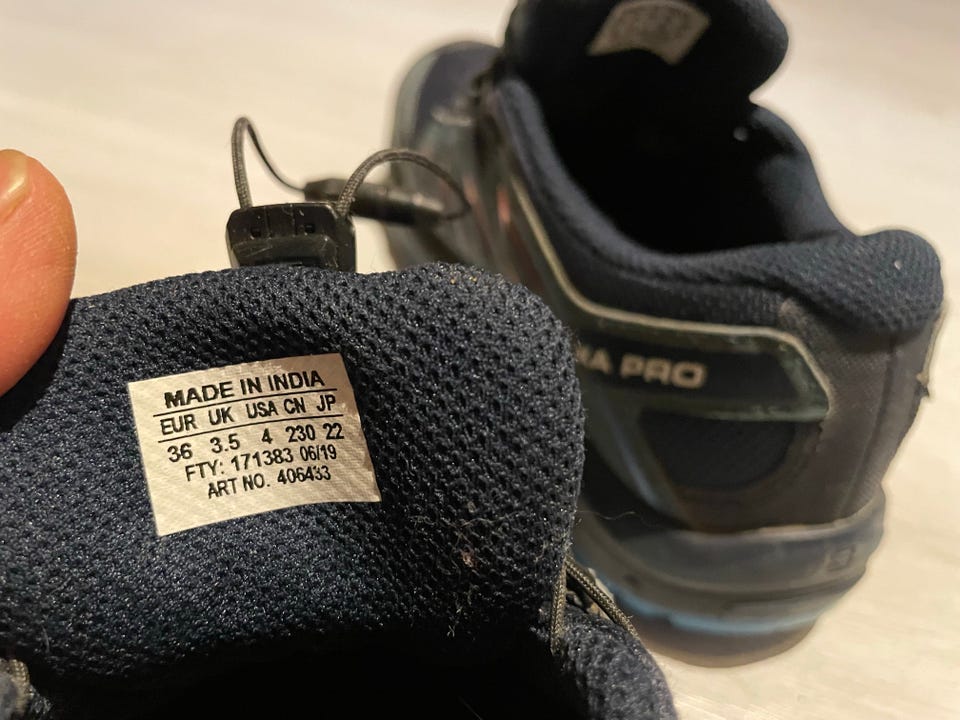 MADE IN INDIA
EUR UK USA CN JP
36 3.5 4 230 22
FTY: 171383 06/19
ART NO. 406433
PRO